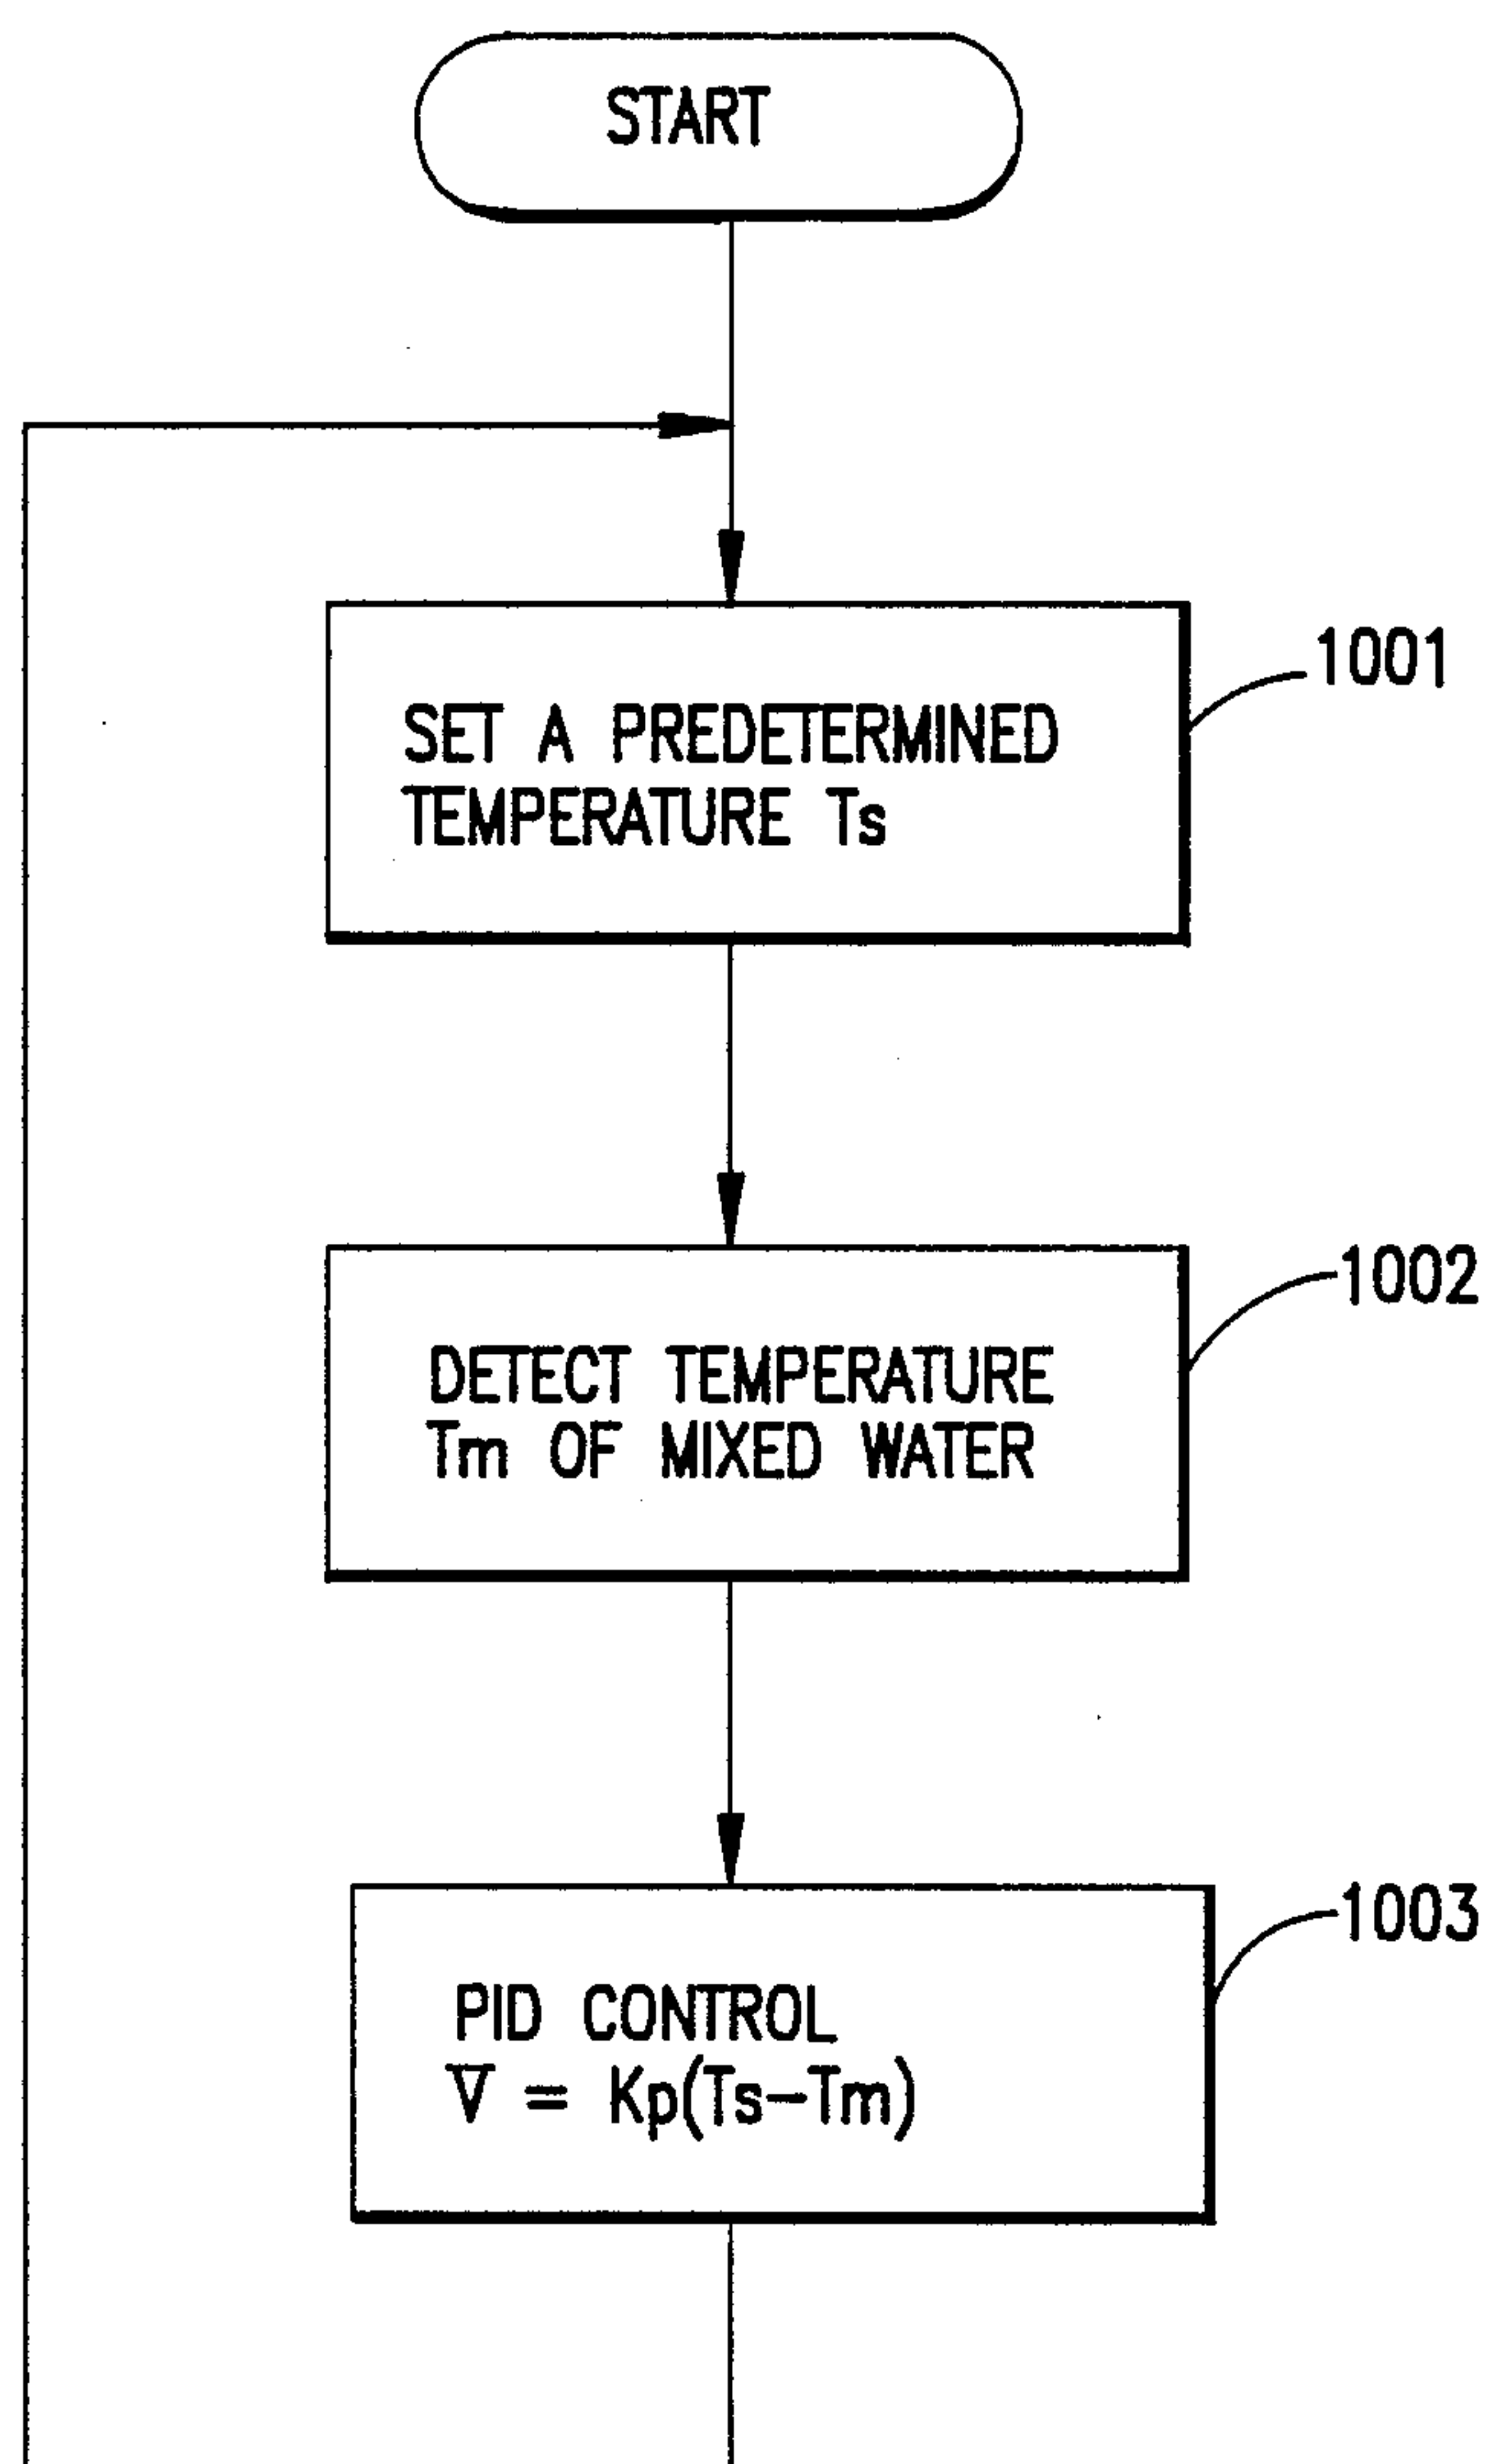 START
1001
SET A PREDETERMINED
TEMPERATURE Ts
1002
DETECT TEMPERATURE
Tm OF MIXED WATER
1003
PID CONTROL
V = Kp(Ts-Tm)